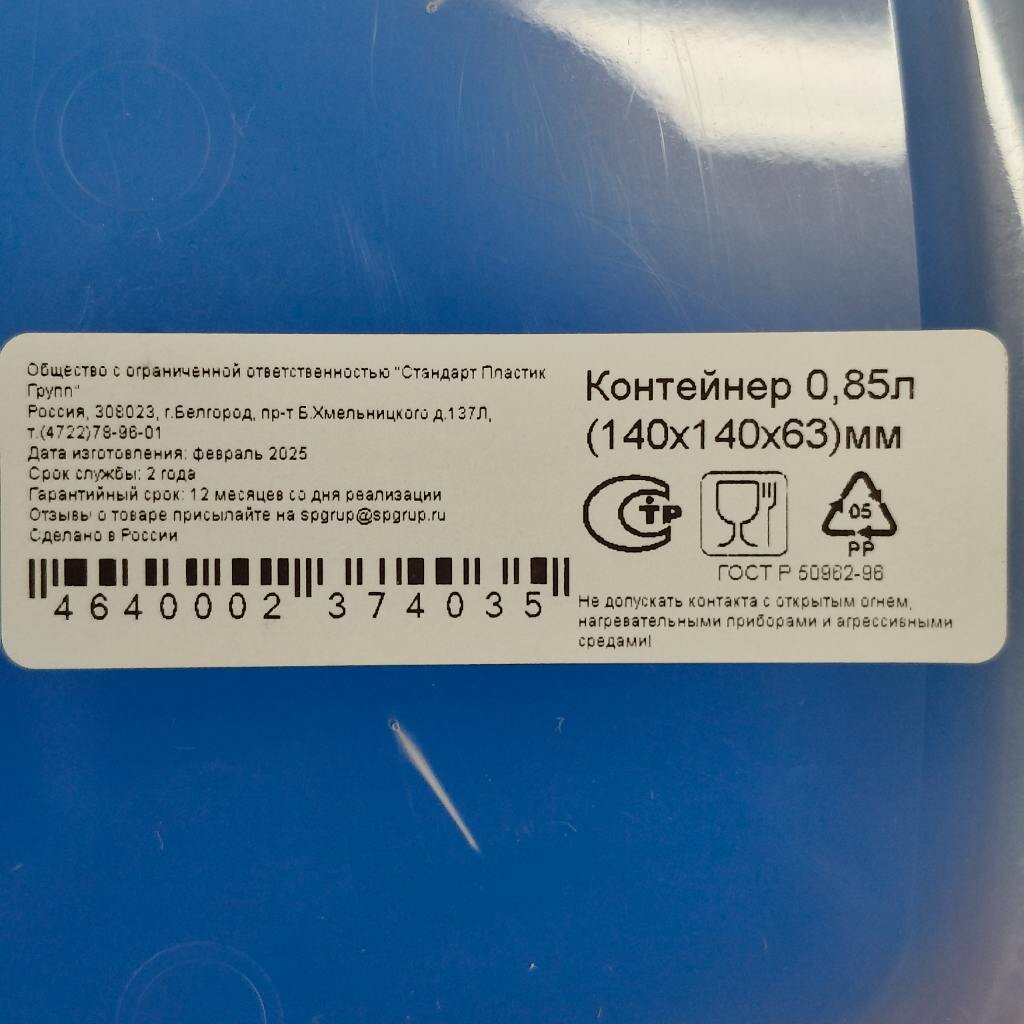 Общество с ограниченной ответственностью "Стандарт Пластик
Групп"
Россия, 308023, г.Белгород, пр-т Б.Хмельницкого д.137Л,
т.(4722)78-96-01
Дата изготовления: февраль 2025
Срок службы: 2 года
Гарантийный срок: 12 месяцев со дня реализации
Отзывы о товаре присылайте на spgrup@spgrup.ru
Сделано в России
4640002 374035
Контейнер 0,85л
(140х140х63)мм
05
PP
ГОСТ Р 50962-96
Не допускать контакта с открытым огнем,
нагревательными приборами и агрессивными
средами!